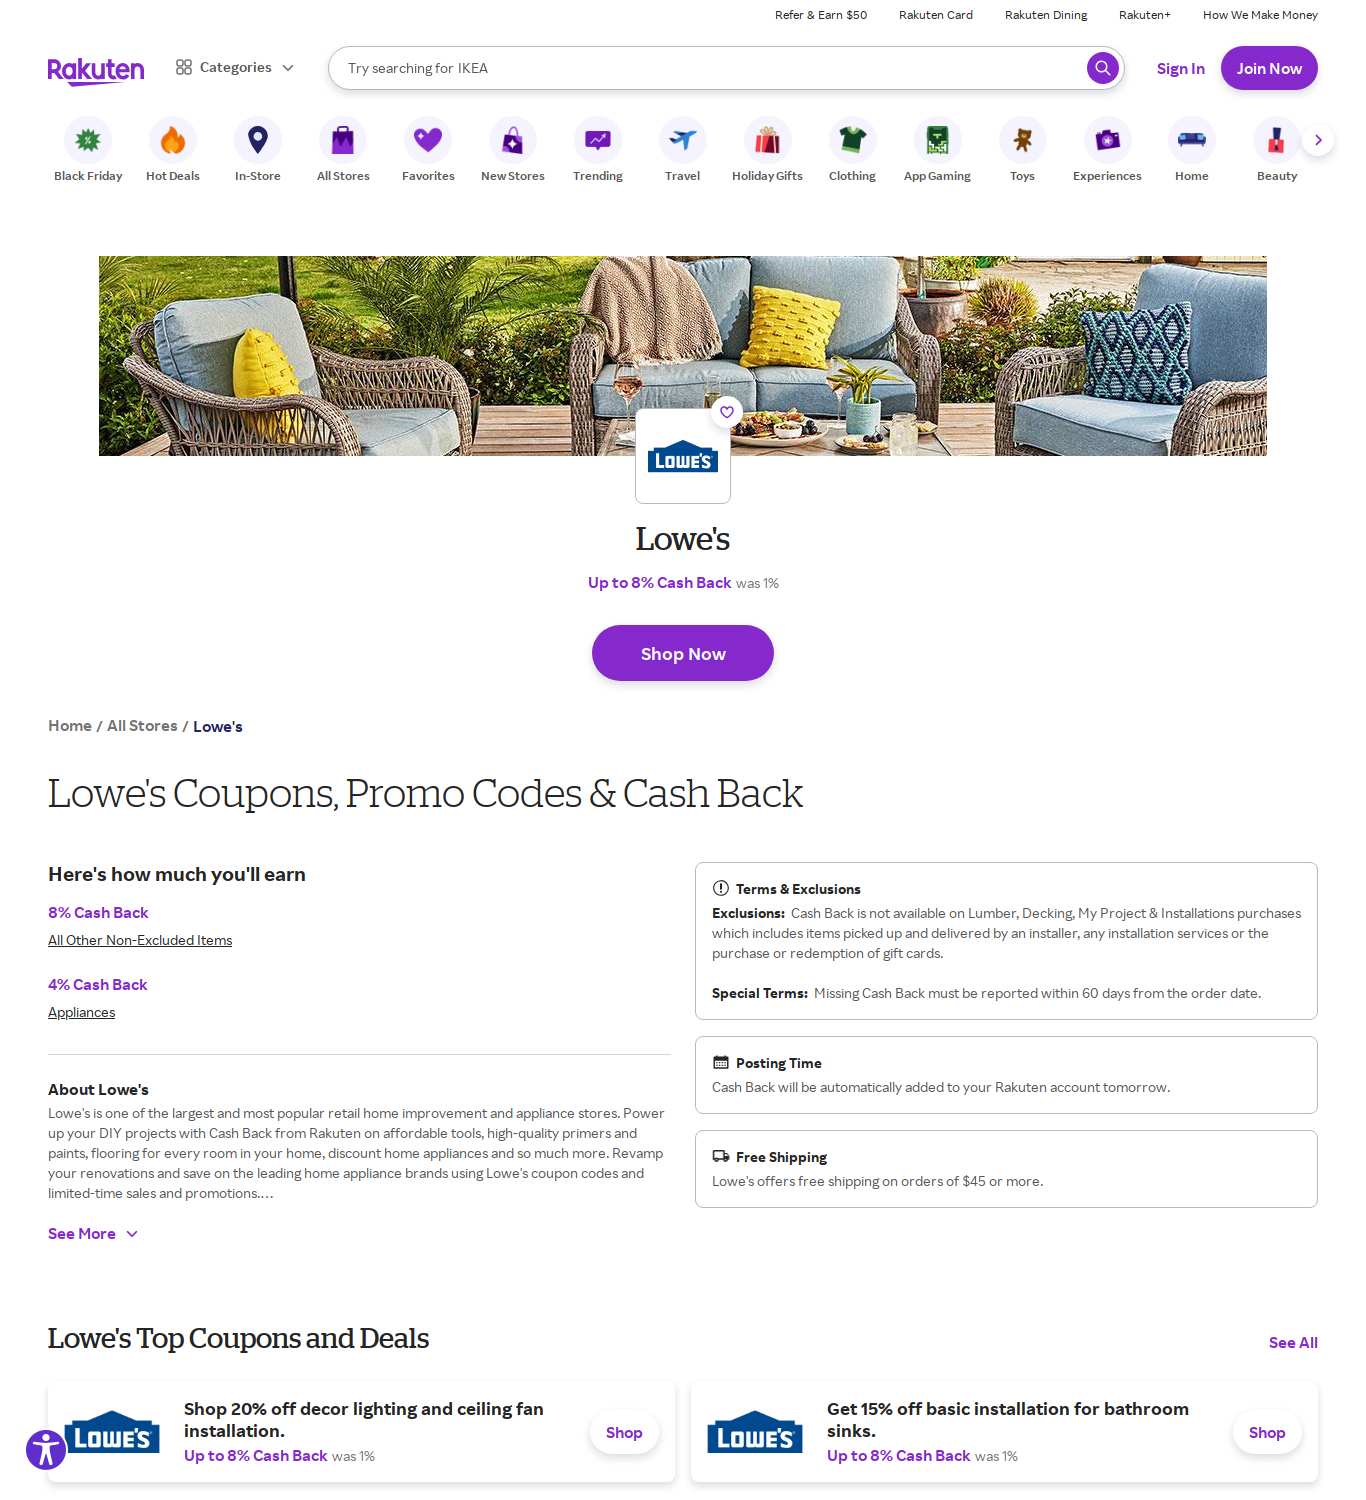 Refer & Earn $50
Rakuten Card
Rakuten Dining
Rakuten+
How We Make Money
Rakuten
Categories
Try searching for IKEA
Sign In
Join Now
Black Friday
Hot Deals
In-Store
All Stores
Favorites
New Stores
Trending
Travel
Holiday Gifts
Clothing
App Gaming
Toys
Experiences
Home
Beauty
LOWE'S
Lowe's
Up to 8% Cash Back was 1%
Shop Now
Home / All Stores / Lowe's
Lowe's Coupons, Promo Codes & Cash Back
Here's how much you'll earn
8% Cash Back
All Other Non-Excluded Items
4% Cash Back
Appliances
About Lowe's
Lowe's is one of the largest and most popular retail home improvement and appliance stores. Power
up your DIY projects with Cash Back from Rakuten on affordable tools, high-quality primers and
paints, flooring for every room in your home, discount home appliances and so much more. Revamp
your renovations and save on the leading home appliance brands using Lowe's coupon codes and
limited-time sales and promotions....
See More
Terms & Exclusions
Exclusions: Cash Back is not available on Lumber, Decking, My Project & Installations purchases
which includes items picked up and delivered by an installer, any installation services or the
purchase or redemption of gift cards.
Special Terms: Missing Cash Back must be reported within 60 days from the order date.
Posting Time
Cash Back will be automatically added to your Rakuten account tomorrow.
Free Shipping
Lowe's offers free shipping on orders of $45 or more.
Lowe's Top Coupons and Deals
See All
LOWE'S
Shop 20% off decor lighting and ceiling fan
installation.
Up to 8% Cash Back was 1%
Shop
LOWE'S
Get 15% off basic installation for bathroom
sinks.
Up to 8% Cash Back was 1%
Shop